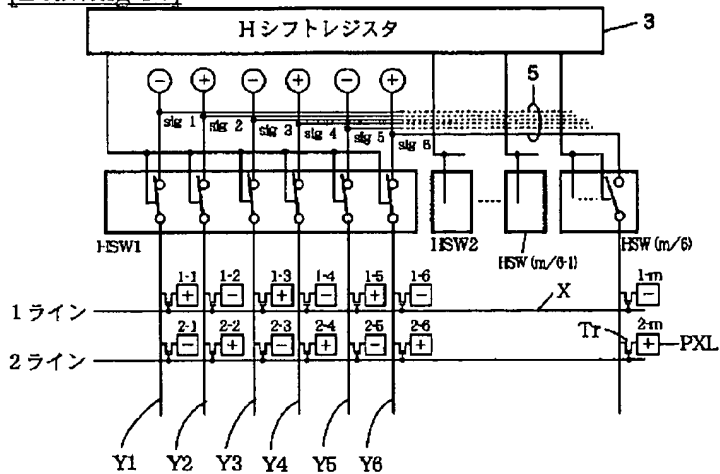 [Drawing 10]
Hシフトレジスタ
3
− + − + − +
5
sig 1 sig 2 sig 3 sig 4 sig 5 sig 6
HSW1 HSW2 HSW(m/6-1) HSW(m/6)
1-1 1-2 1-3 1-4 1-5 1-6 X 1-m
+ − + − + − −
1ライン
2-1 2-2 2-3 2-4 2-5 2-6 Tr 2-m
− + − + − + + PXL
2ライン
Y1 Y2 Y3 Y4 Y5 Y6